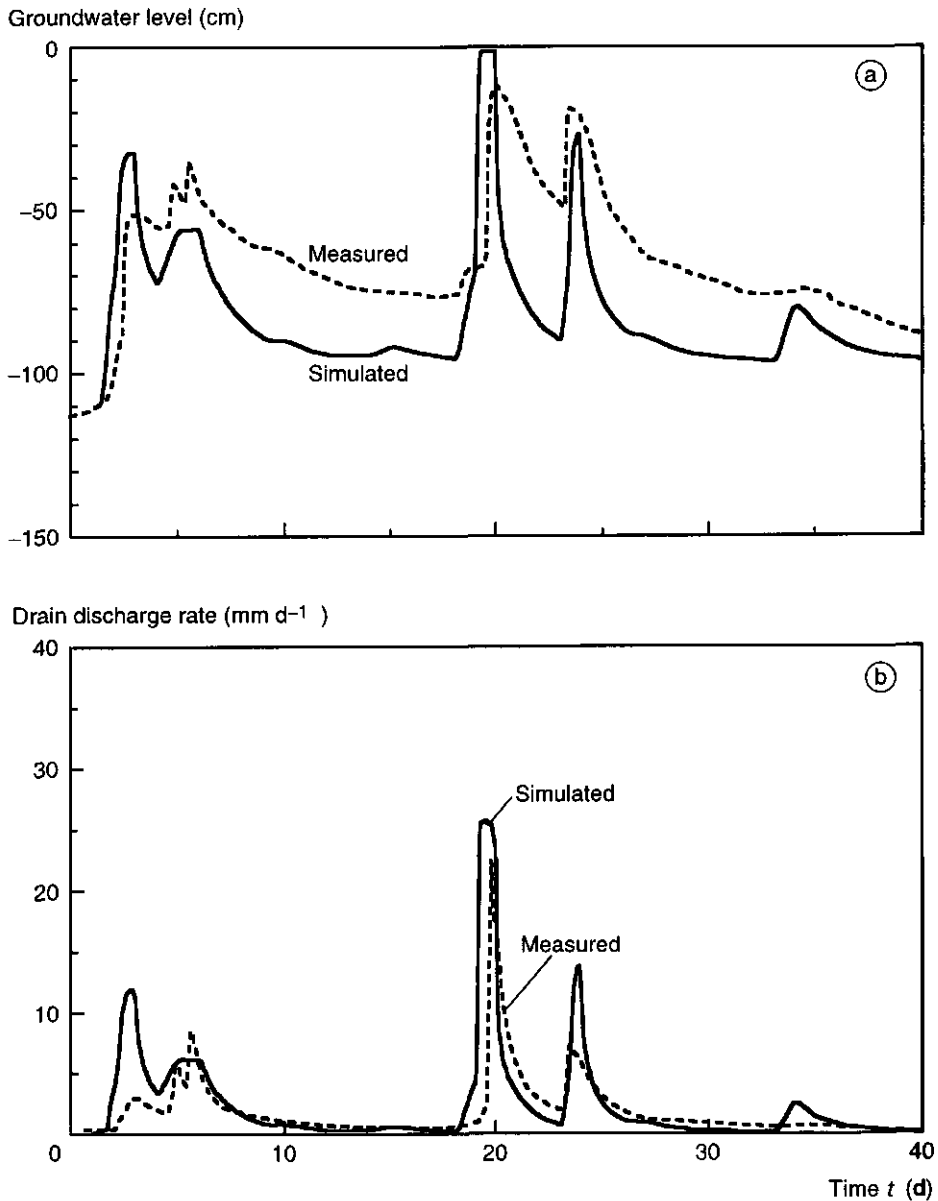 Groundwater level (cm)
0
a
−50
Measured
Simulated
−100
−150
Drain discharge rate (mm d−1 )
40
b
30
Simulated
20
Measured
10
0
0 10 20 30 40
Time t (d)